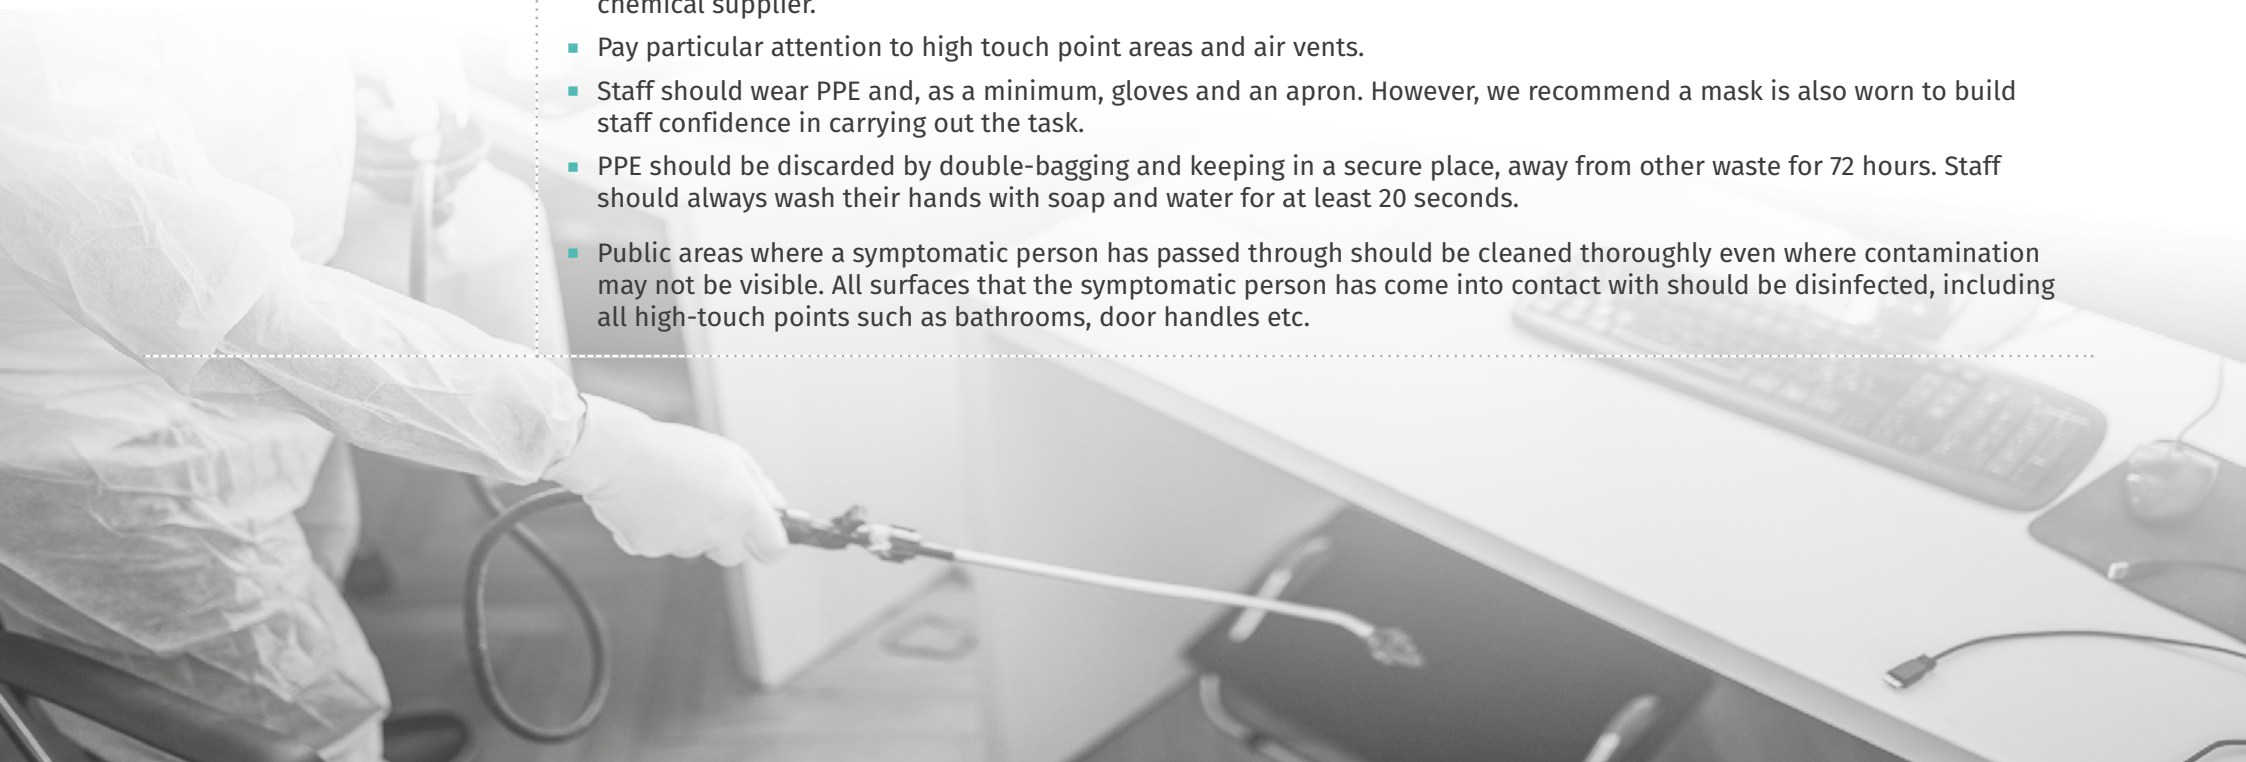 chemical supplier.
Pay particular attention to high touch point areas and air vents.
Staff should wear PPE and, as a minimum, gloves and an apron. However, we recommend a mask is also worn to build
staff confidence in carrying out the task.
PPE should be discarded by double-bagging and keeping in a secure place, away from other waste for 72 hours. Staff
should always wash their hands with soap and water for at least 20 seconds.
Public areas where a symptomatic person has passed through should be cleaned thoroughly even where contamination
may not be visible. All surfaces that the symptomatic person has come into contact with should be disinfected, including
all high-touch points such as bathrooms, door handles etc.